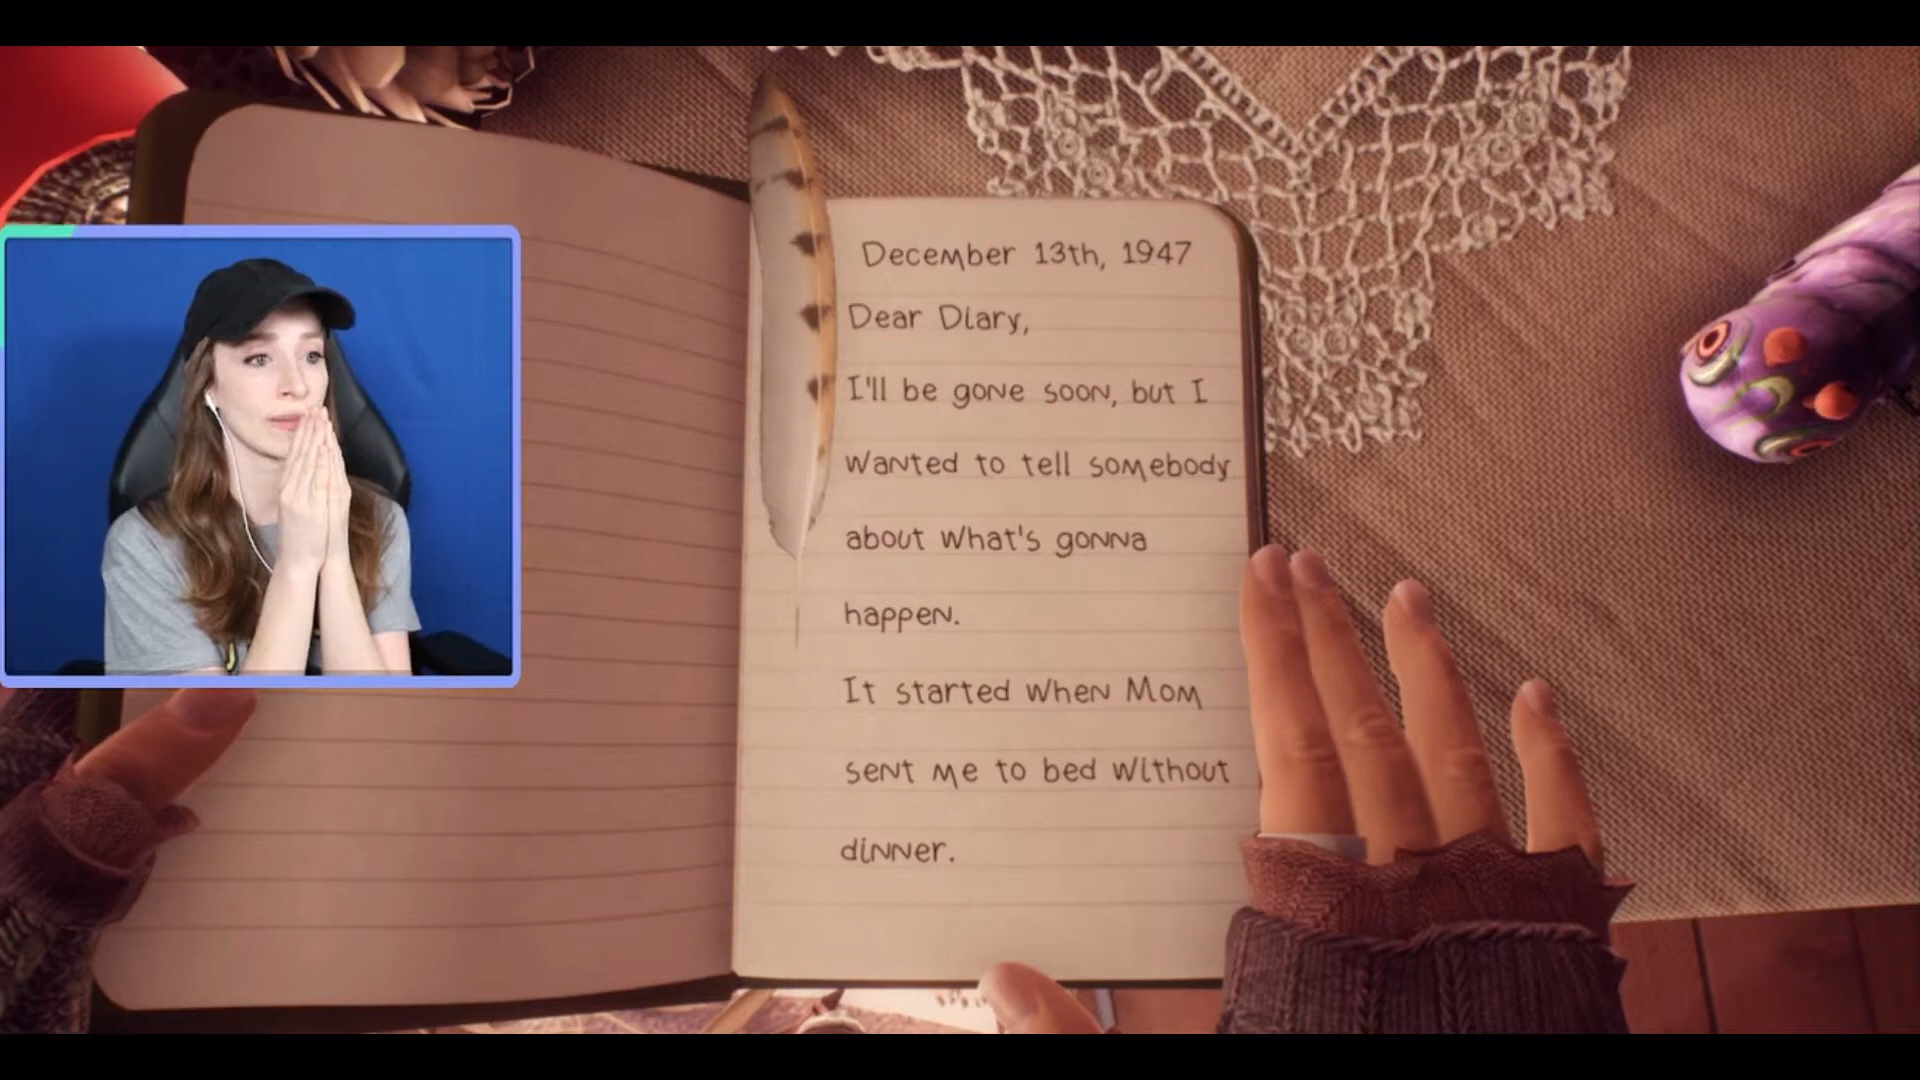 December 13th, 1947
Dear Diary,
I'll be gone soon, but I
wanted to tell somebody
about what's gonna
happen.
It started when Mom
sent me to bed without
dinner.